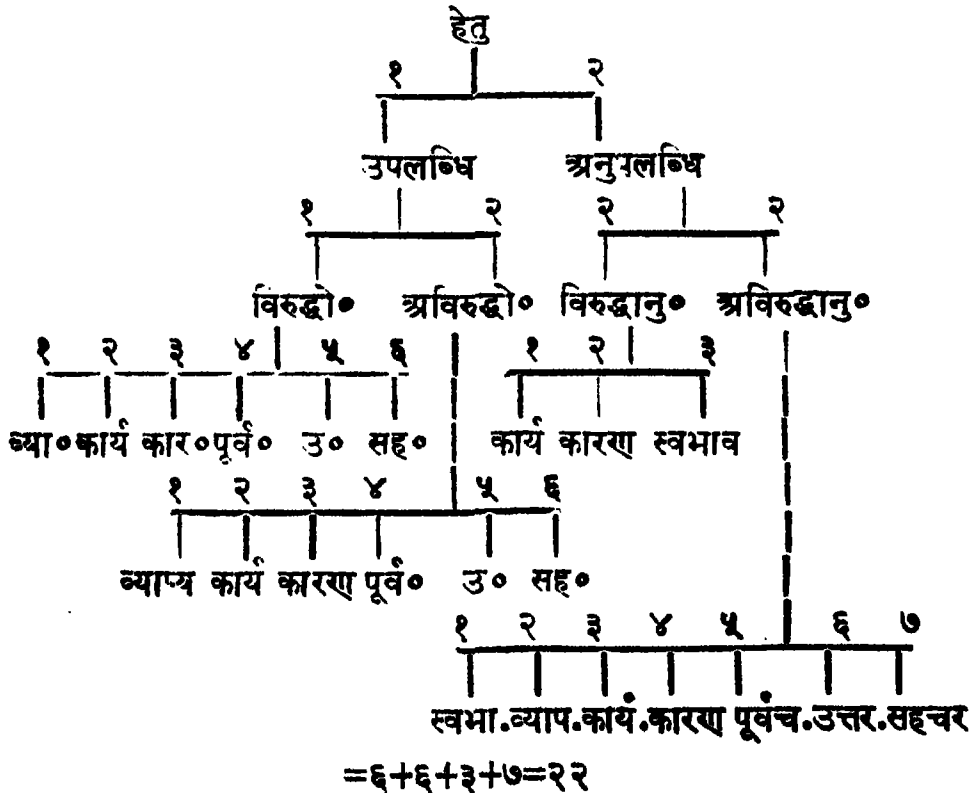 हेतु
१ २
उपलब्धि अनुपलब्धि
१ २ २ २
विरुद्धो० अविरुद्धो० विरुद्धानु० अविरुद्धानु०
१ २ ३ ४ ५ ६ १ २ ३
व्या०कार्य कार०पूर्व० उ० सह० कार्य कारण स्वभाव
१ २ ३ ४ ५ ६
व्याप्य कार्य कारण पूर्व० उ० सह०
१ २ ३ ४ ५ ६ ७
स्वभा.व्याप.कार्य.कारण पूर्वच.उत्तर.सहचर
=६+६+३+७=२२